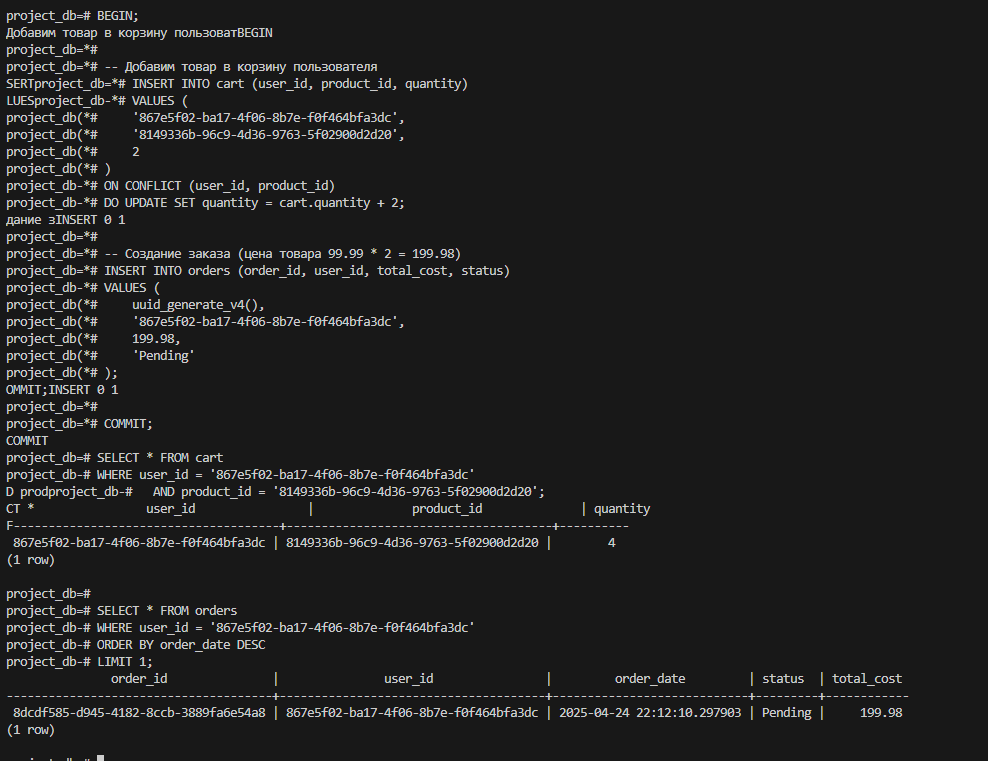 project_db=# BEGIN;
Добавим товар в корзину пользоватBEGIN
project_db=*#
project_db=*# -- Добавим товар в корзину пользователя
SERTproject_db=*# INSERT INTO cart (user_id, product_id, quantity)
LUESproject_db-*# VALUES (
project_db(*#     '867e5f02-ba17-4f06-8b7e-f0f464bfa3dc',
project_db(*#     '8149336b-96c9-4d36-9763-5f02900d2d20',
project_db(*#     2
project_db(*# )
project_db-*# ON CONFLICT (user_id, product_id)
project_db-*# DO UPDATE SET quantity = cart.quantity + 2;
дание зINSERT 0 1
project_db=*#
project_db=*# -- Создание заказа (цена товара 99.99 * 2 = 199.98)
project_db=*# INSERT INTO orders (order_id, user_id, total_cost, status)
project_db-*# VALUES (
project_db(*#     uuid_generate_v4(),
project_db(*#     '867e5f02-ba17-4f06-8b7e-f0f464bfa3dc',
project_db(*#     199.98,
project_db(*#     'Pending'
project_db(*# );
OMMIT;INSERT 0 1
project_db=*#
project_db=*# COMMIT;
COMMIT
project_db=# SELECT * FROM cart
project_db-# WHERE user_id = '867e5f02-ba17-4f06-8b7e-f0f464bfa3dc'
D prodproject_db-#   AND product_id = '8149336b-96c9-4d36-9763-5f02900d2d20';
CT *                user_id                |              product_id              | quantity
F--------------------------------------+--------------------------------------+----------
 867e5f02-ba17-4f06-8b7e-f0f464bfa3dc | 8149336b-96c9-4d36-9763-5f02900d2d20 |        4
(1 row)
project_db=#
project_db=# SELECT * FROM orders
project_db-# WHERE user_id = '867e5f02-ba17-4f06-8b7e-f0f464bfa3dc'
project_db-# ORDER BY order_date DESC
project_db-# LIMIT 1;
               order_id               |               user_id                |         order_date         | status  | total_cost
--------------------------------------+--------------------------------------+----------------------------+---------+------------
 8dcdf585-d945-4182-8ccb-3889fa6e54a8 | 867e5f02-ba17-4f06-8b7e-f0f464bfa3dc | 2025-04-24 22:12:10.297903 | Pending |     199.98
(1 row)